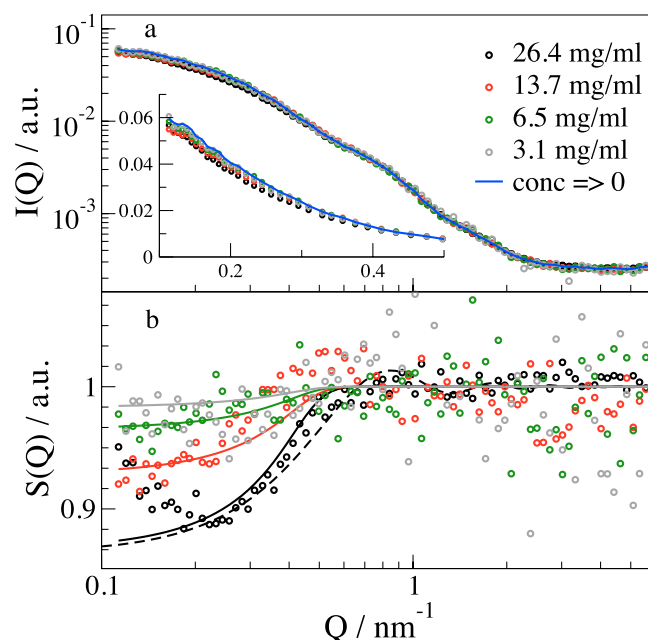 10⁻¹
a
26.4 mg/ml
13.7 mg/ml
6.5 mg/ml
3.1 mg/ml
conc => 0
I(Q) / a.u.
10⁻²
10⁻³
0.06
0.04
0.02
0
0.2 0.4
b
S(Q) / a.u.
1
0.9
0.1 1
Q / nm⁻¹